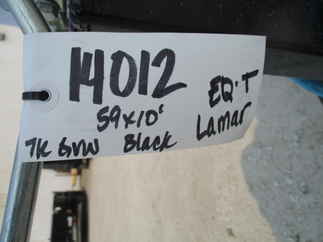 14012
59x10'
EQ·T
7k GVW Black Lamar